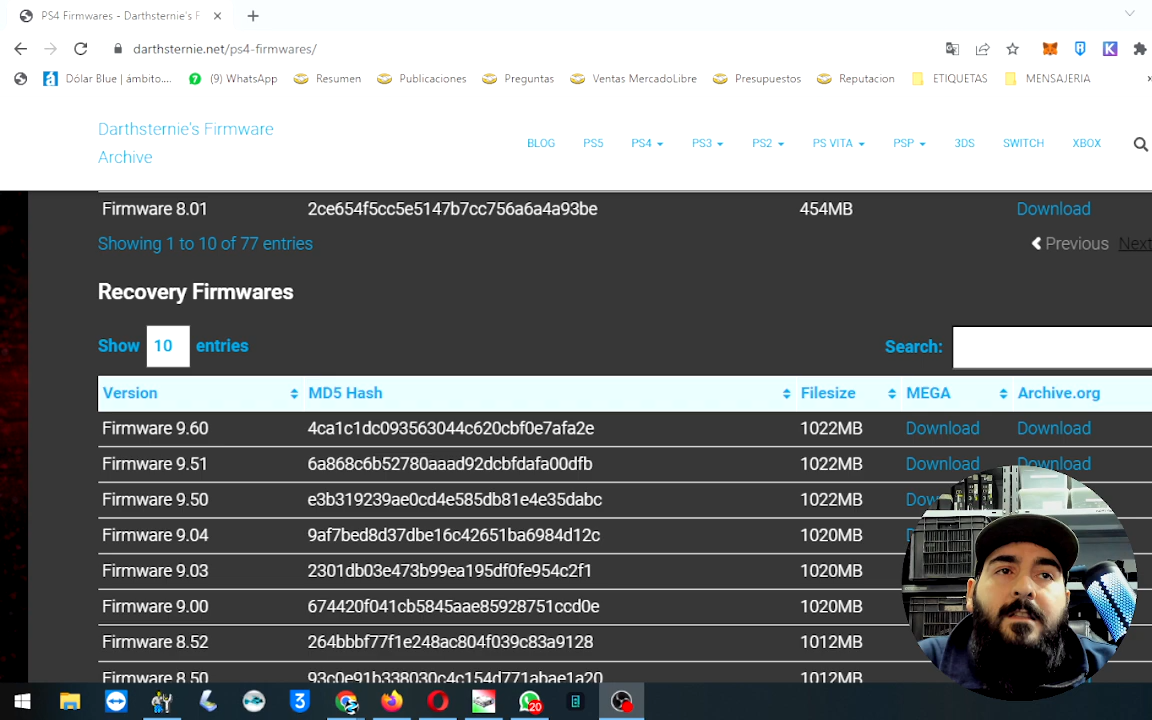 PS4 Firmwares - Darthsternie's F
darthsternie.net/ps4-firmwares/
Dólar Blue | ámbito.... (9) WhatsApp Resumen Publicaciones Preguntas Ventas MercadoLibre Presupuestos Reputacion ETIQUETAS MENSAJERIA
Darthsternie's Firmware
Archive
BLOG PS5 PS4 PS3 PS2 PS VITA PSP 3DS SWITCH XBOX
Firmware 8.01 2ce654f5cc5e5147b7cc756a6a4a93be 454MB Download
Showing 1 to 10 of 77 entries Previous Next
Recovery Firmwares
Show 10 entries Search:
Version MD5 Hash Filesize MEGA Archive.org
Firmware 9.60 4ca1c1dc093563044c620cbf0e7afa2e 1022MB Download Download
Firmware 9.51 6a868c6b52780aaad92dcbfdafa00dfb 1022MB Download Download
Firmware 9.50 e3b319239ae0cd4e585db81e4e35dabc 1022MB
Firmware 9.04 9af7bed8d37dbe16c42651ba6984d12c 1020MB
Firmware 9.03 2301db03e473b99ea195df0fe954c2f1 1020MB
Firmware 9.00 674420f041cb5845aae85928751ccd0e 1020MB
Firmware 8.52 264bbbf77f1e248ac804f039c83a9128 1012MB
Firmware 8.50 93c0e91b338030c4c154d771abae1a20 1012MB
3 20